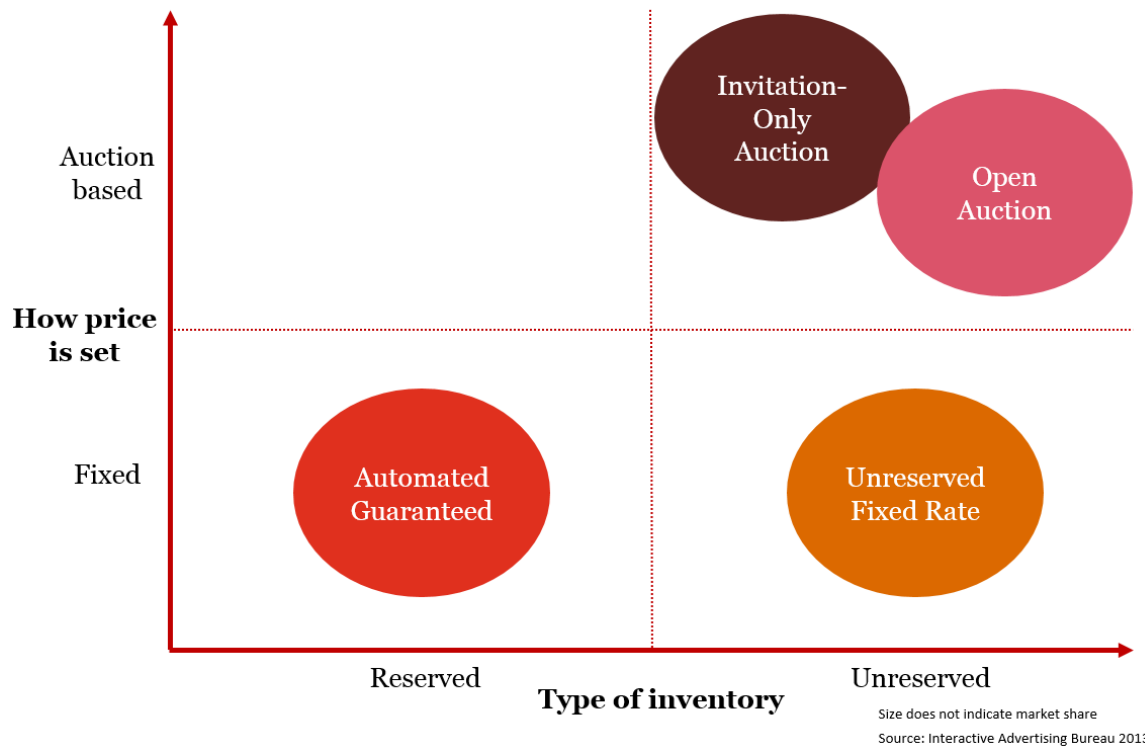 Invitation-
Only
Auction
Open
Auction
Auction
based
How price
is set
Automated
Guaranteed
Unreserved
Fixed Rate
Fixed
Reserved
Type of inventory
Unreserved
Size does not indicate market share
Source: Interactive Advertising Bureau 2013